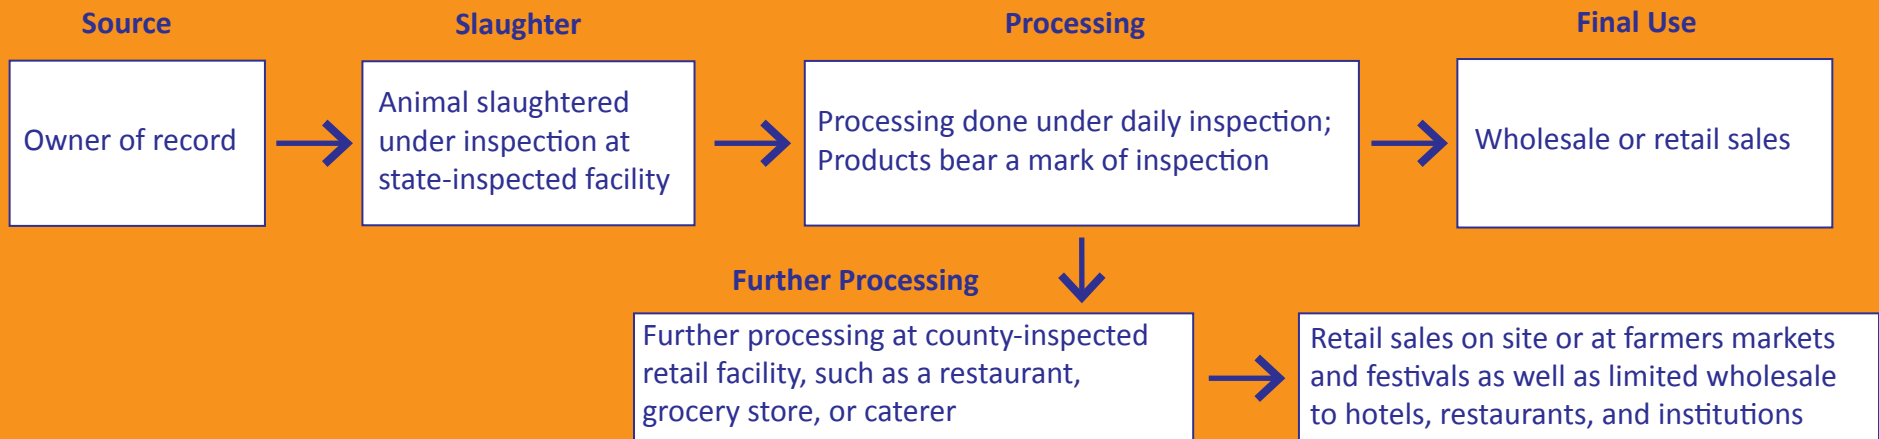 Source
Slaughter
Processing
Final Use
Owner of record
Animal slaughtered
under inspection at
state-inspected facility
Processing done under daily inspection;
Products bear a mark of inspection
Wholesale or retail sales
Further Processing
Further processing at county-inspected
retail facility, such as a restaurant,
grocery store, or caterer
Retail sales on site or at farmers markets
and festivals as well as limited wholesale
to hotels, restaurants, and institutions